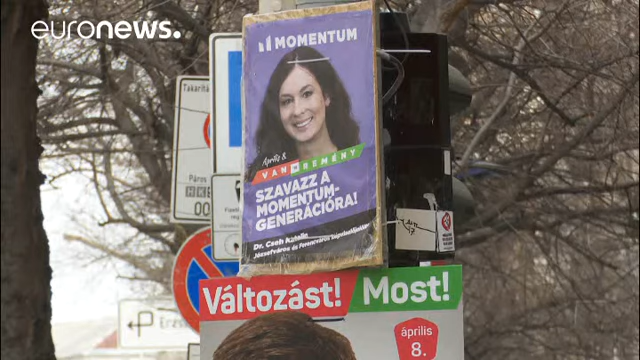 euronews.
MOMENTUM
Takarítá
Páros
Április 8.
VAN REMÉNY
SZAVAZZ A
MOMENTUM-
GENERÁCIÓRA!
Józsefváros és Ferencváros
Dr. Cseh Katalin
Változást! Most!
április
8.